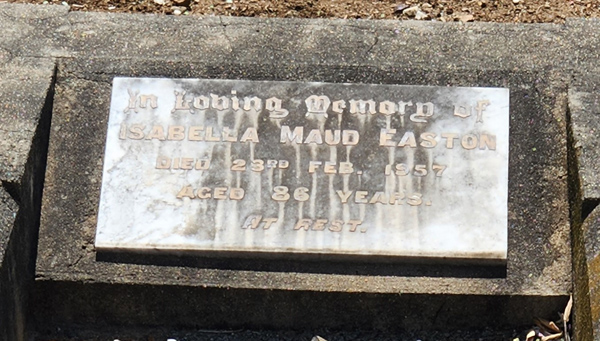 In Loving Memory of
ISABELLA MAUD EASTON
DIED 23RD FEB. 1957
AGED 86 YEARS.
AT REST.